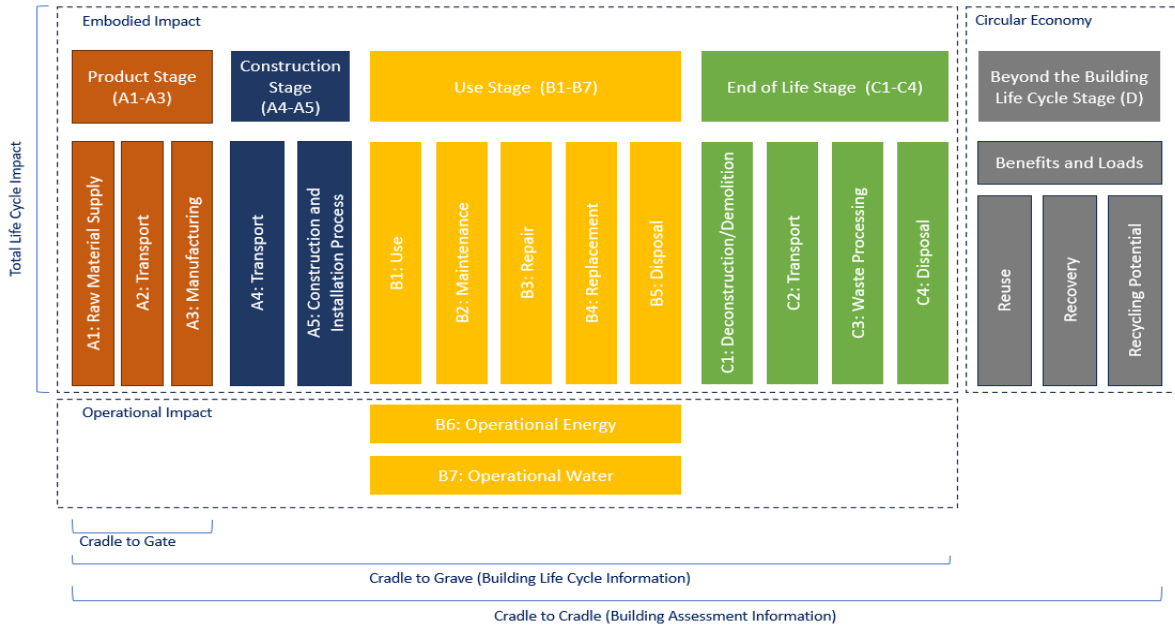 Embodied Impact
Circular Economy
Product Stage
(A1-A3)
Construction
Stage
(A4-A5)
Use Stage (B1-B7)
End of Life Stage (C1-C4)
Beyond the Building
Life Cycle Stage (D)
Benefits and Loads
Total Life Cycle Impact
A1: Raw Material Supply
A2: Transport
A3: Manufacturing
A4: Transport
A5: Construction and
Installation Process
B1: Use
B2: Maintenance
B3: Repair
B4: Replacement
B5: Disposal
C1: Deconstruction/Demolition
C2: Transport
C3: Waste Processing
C4: Disposal
Reuse
Recovery
Recycling Potential
Operational Impact
B6: Operational Energy
B7: Operational Water
Cradle to Gate
Cradle to Grave (Building Life Cycle Information)
Cradle to Cradle (Building Assessment Information)